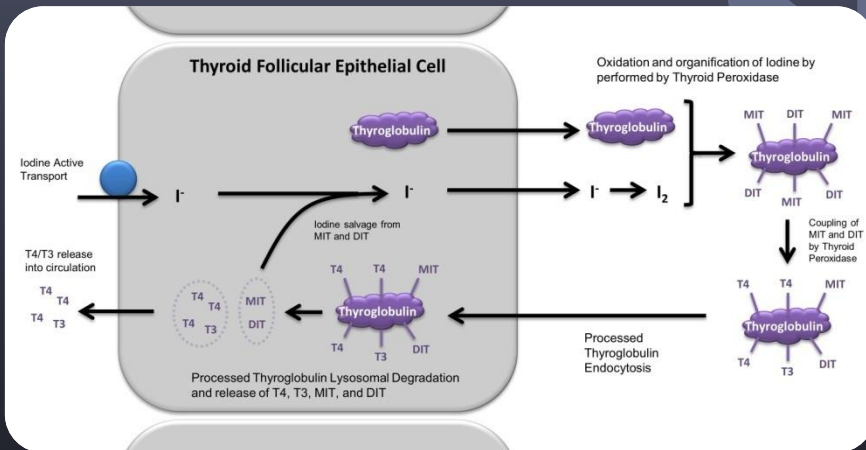 Thyroid Follicular Epithelial Cell
Oxidation and organification of Iodine by
performed by Thyroid Peroxidase
Thyroglobulin
Thyroglobulin
MIT
DIT
MIT
Thyroglobulin
DIT
MIT
DIT
Iodine Active
Transport
I-
I-
I-
I2
Iodine salvage from
MIT and DIT
Coupling of
MIT and DIT
by Thyroid
Peroxidase
T4/T3 release
into circulation
T4
T4
T4
T3
T4
T4
T4
T3
MIT
DIT
T4
T4
MIT
Thyroglobulin
T4
T3
DIT
T4
T4
MIT
Thyroglobulin
T4
T3
DIT
Processed
Thyroglobulin
Endocytosis
Processed Thyroglobulin Lysosomal Degradation
and release of T4, T3, MIT, and DIT